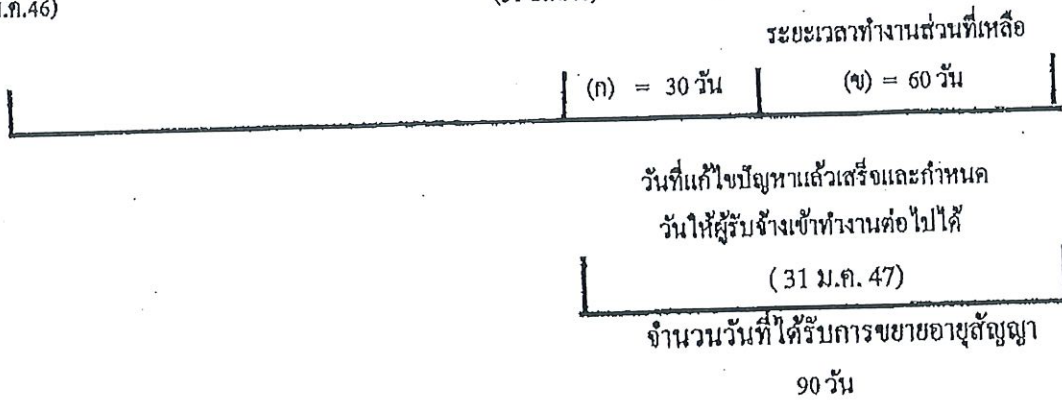 ค.46)
ระยะเวลาทำงานส่วนที่เหลือ
(ก) = 30 วัน
(ข) = 60 วัน
วันที่แก้ไขปัญหาแล้วเสร็จและกำหนด
วันให้ผู้รับจ้างเข้าทำงานต่อไปได้
( 31 ม.ค. 47)
จำนวนวันที่ได้รับการขยายอายุสัญญา
90 วัน